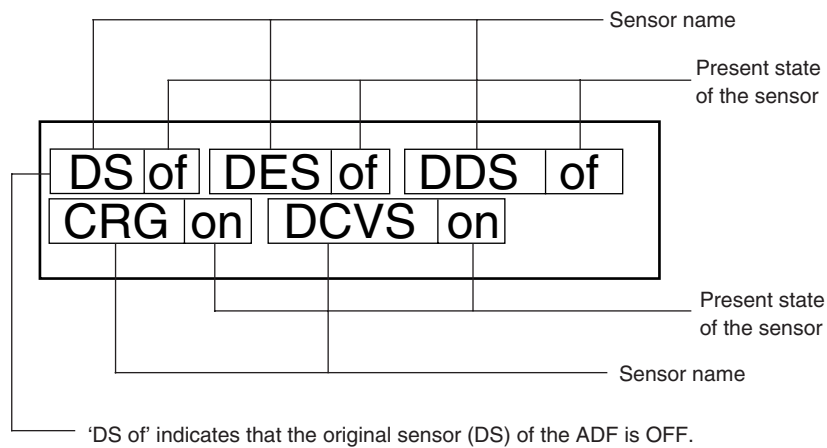 Sensor name
Present state
of the sensor
DS of DES of DDS of
CRG on DCVS on
Present state
of the sensor
Sensor name
‘DS of’ indicates that the original sensor (DS) of the ADF is OFF.